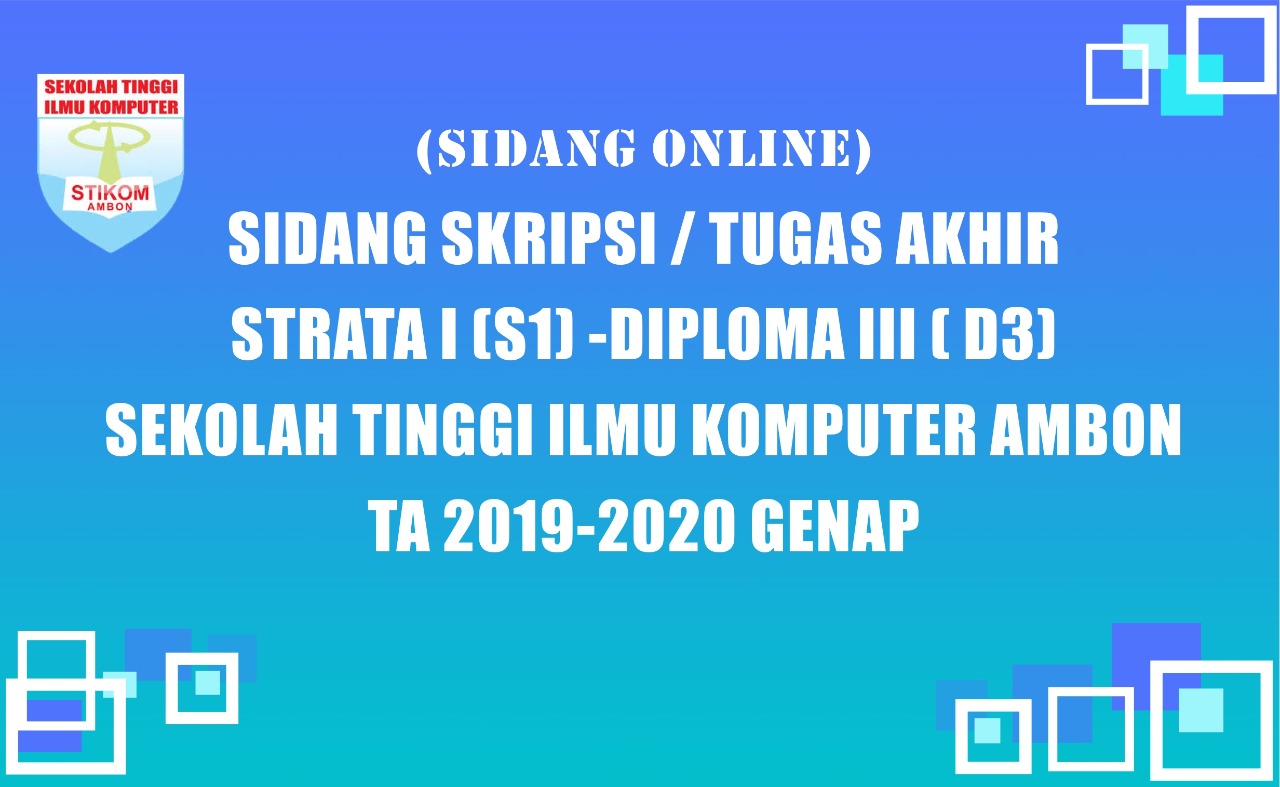 SEKOLAH TINGGI
ILMU KOMPUTER
STIKOM
AMBON
(SIDANG ONLINE)
SIDANG SKRIPSI / TUGAS AKHIR
STRATA I (S1) -DIPLOMA III ( D3)
SEKOLAH TINGGI ILMU KOMPUTER AMBON
TA 2019-2020 GENAP